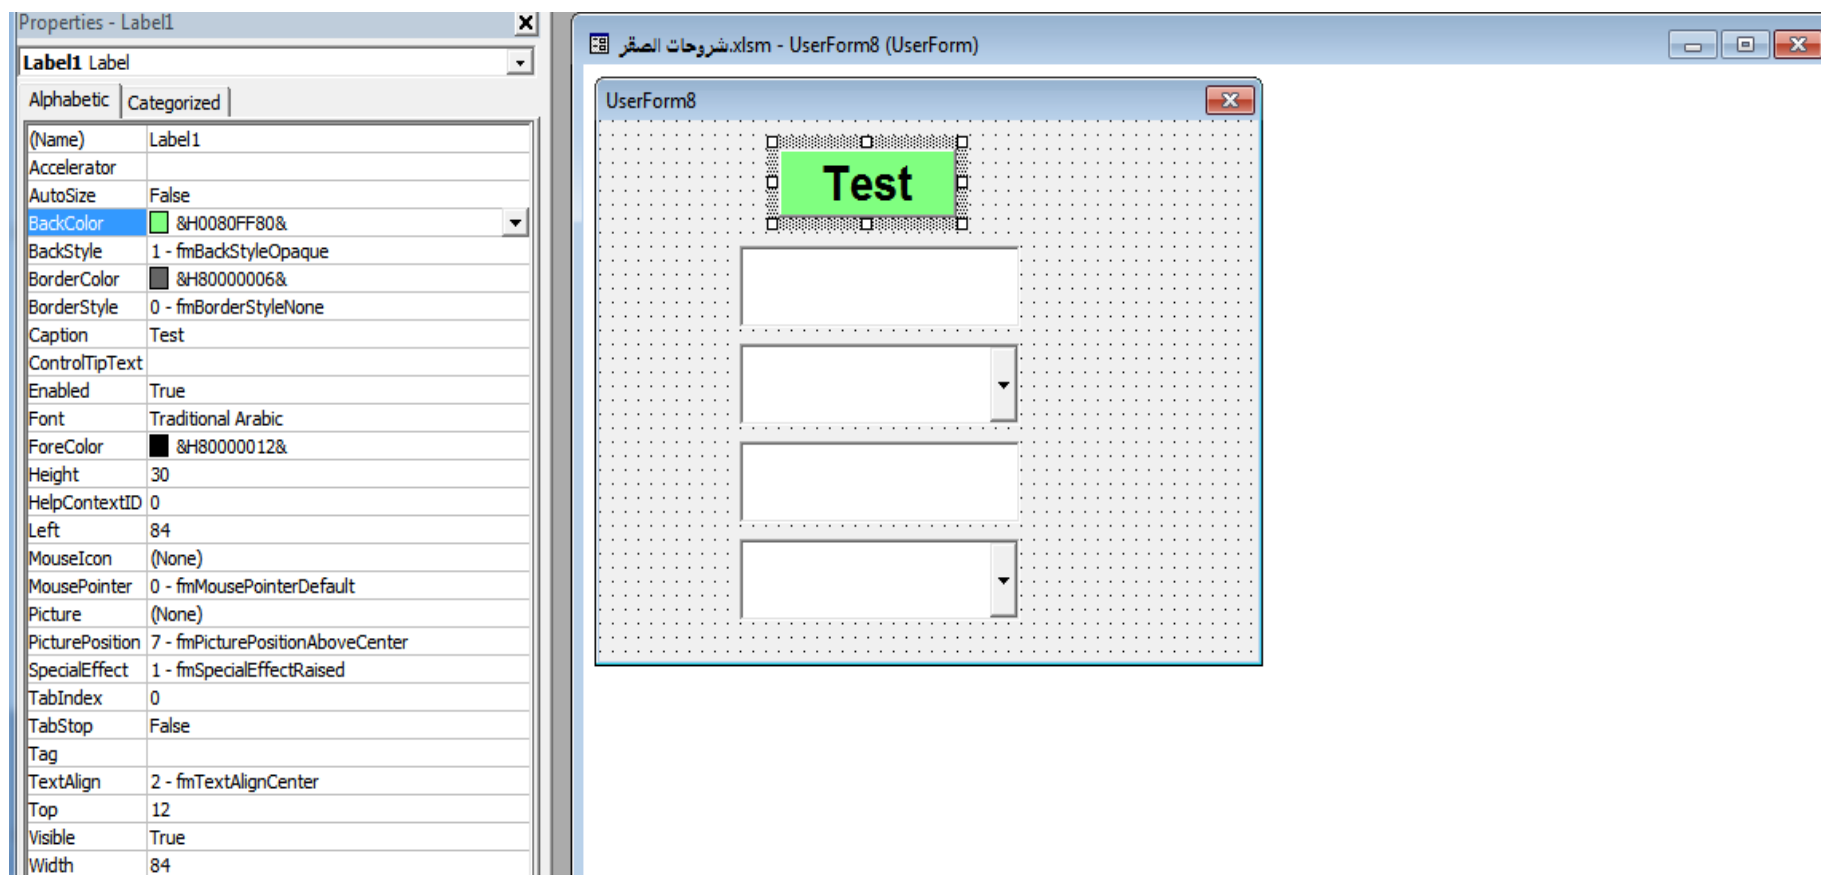 Properties - Label1
Label1 Label
Alphabetic Categorized
(Name) Label1
Accelerator
AutoSize False
BackColor &H0080FF80&
BackStyle 1 - fmBackStyleOpaque
BorderColor &H80000006&
BorderStyle 0 - fmBorderStyleNone
Caption Test
ControlTipText
Enabled True
Font Traditional Arabic
ForeColor &H80000012&
Height 30
HelpContextID 0
Left 84
MouseIcon (None)
MousePointer 0 - fmMousePointerDefault
Picture (None)
PicturePosition 7 - fmPicturePositionAboveCenter
SpecialEffect 1 - fmSpecialEffectRaised
TabIndex 0
TabStop False
Tag
TextAlign 2 - fmTextAlignCenter
Top 12
Visible True
Width 84
شروحات الصقر.xlsm - UserForm8 (UserForm)
UserForm8
Test